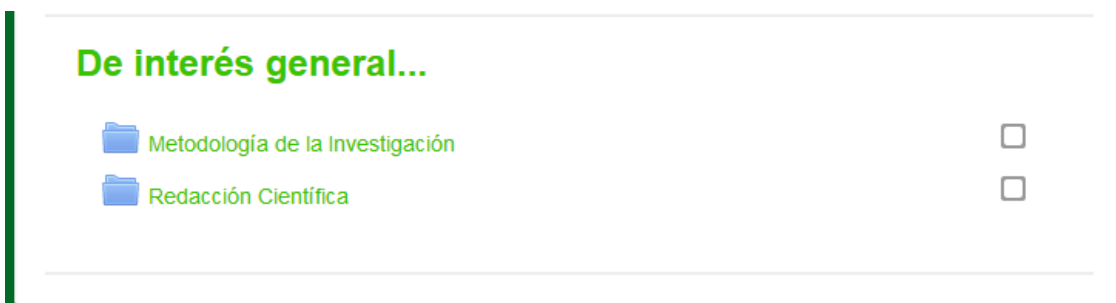 De interés general...
Metodología de la Investigación
Redacción Científica